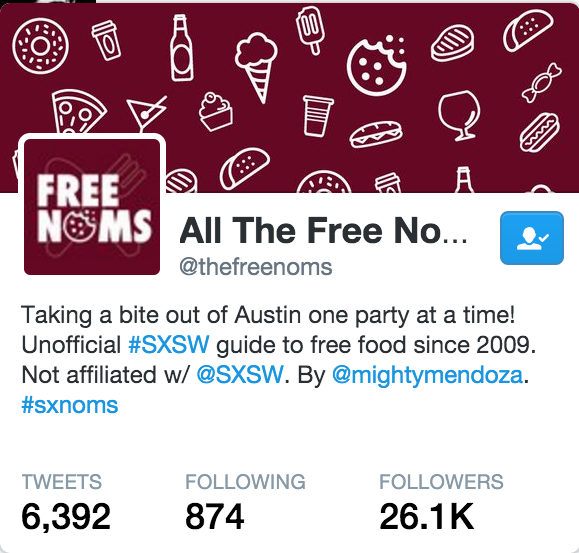 FREE
NOMS
All The Free No...
@thefreenoms
Taking a bite out of Austin one party at a time!
Unofficial #SXSW guide to free food since 2009.
Not affiliated w/ @SXSW. By @mightymendoza.
#sxnoms
TWEETS FOLLOWING FOLLOWERS
6,392 874 26.1K